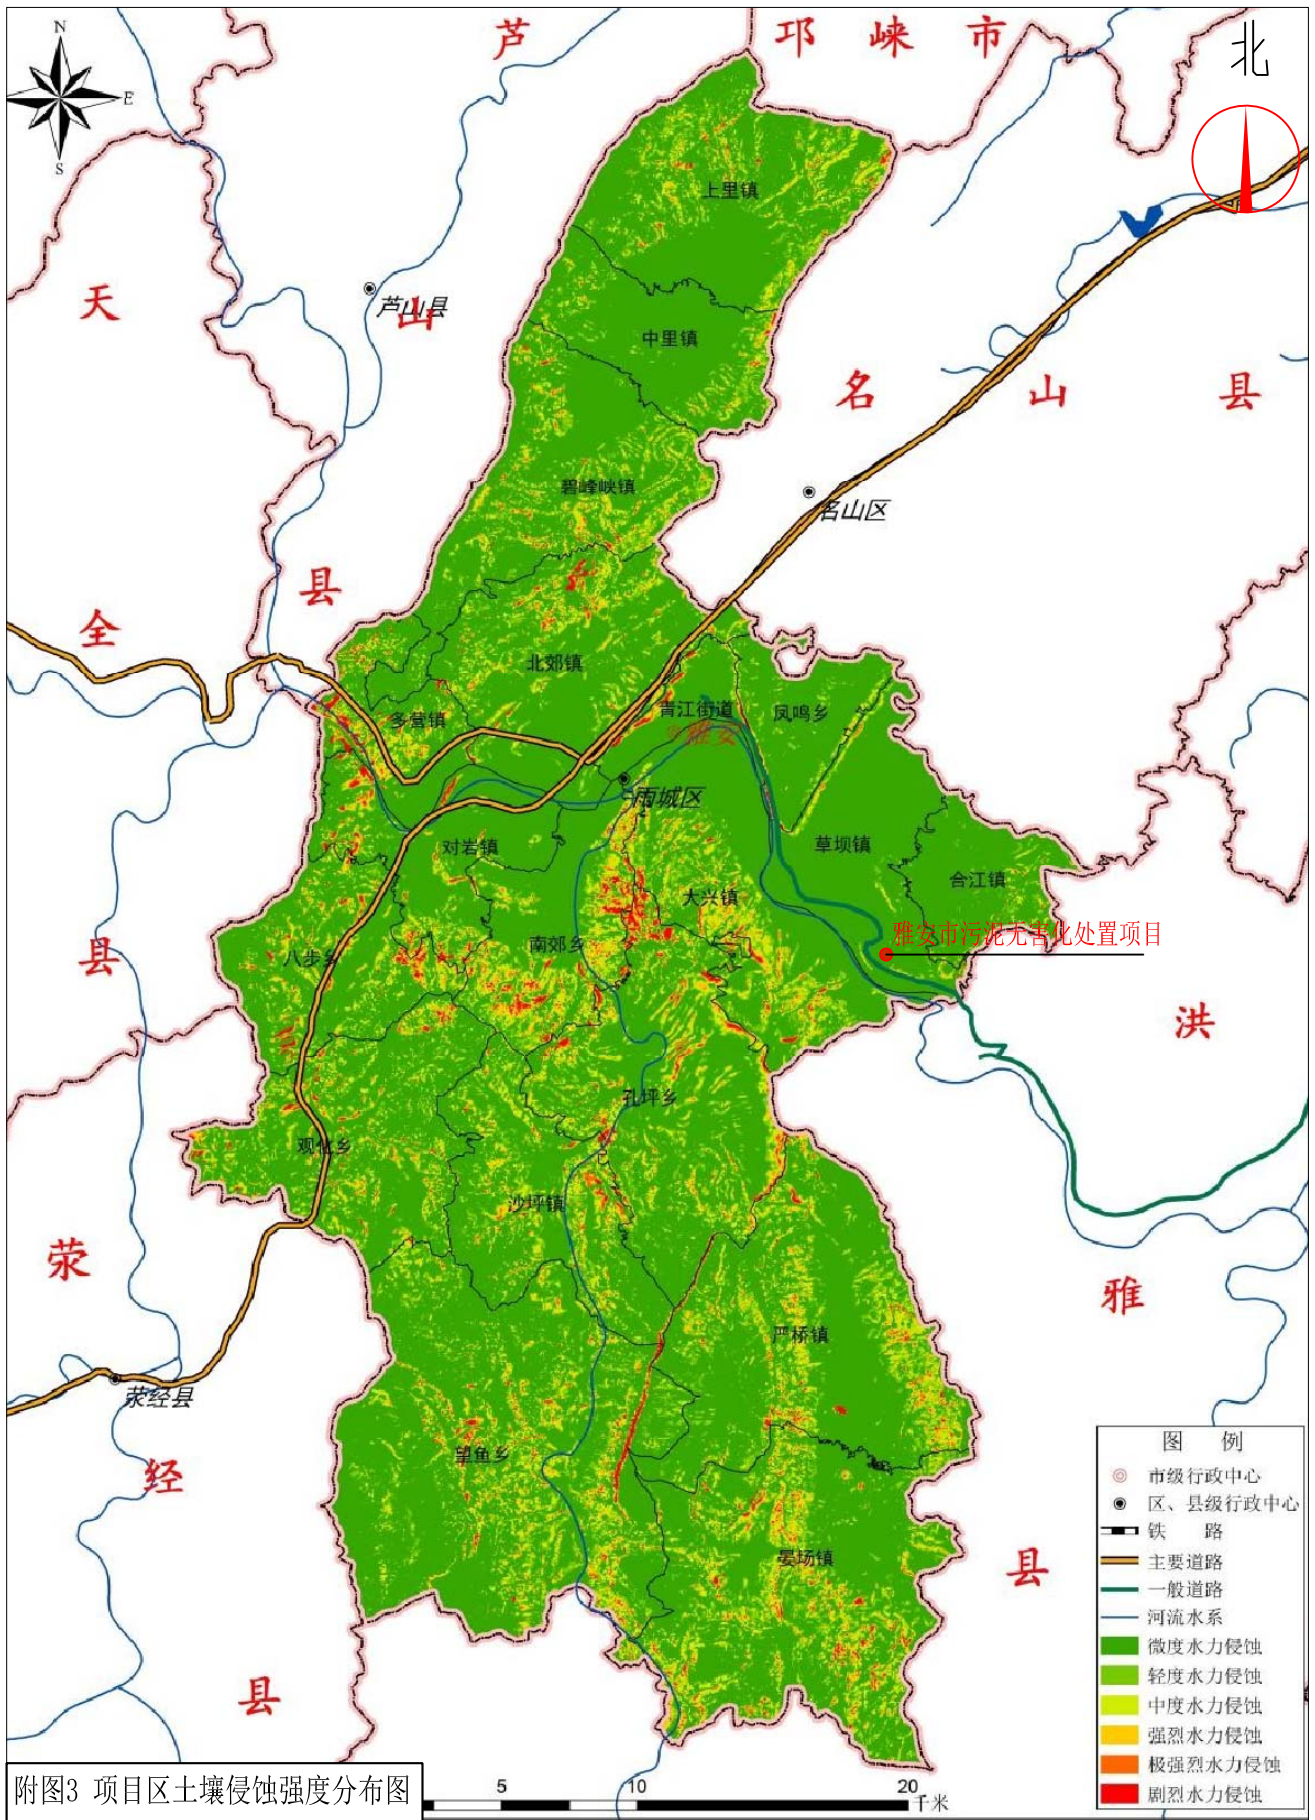 N
E
S
北
芦
邛崃市
天
芦山县
山
名山县
上里镇
中里镇
碧峰峡镇
名山区
县
全
北郊镇
多营镇
青江街道
凤鸣乡
雅安
雨城区
对岩镇
草坝镇
合江镇
大兴镇
雅安市污泥无害化处置项目
南郊乡
八步乡
县
洪
孔坪乡
观化乡
沙坪镇
荥
雅
严桥镇
荥经县
经
望鱼乡
晏场镇
县
县
图 例
市级行政中心
区、县级行政中心
铁 路
主要道路
一般道路
河流水系
微度水力侵蚀
轻度水力侵蚀
中度水力侵蚀
强烈水力侵蚀
极强烈水力侵蚀
剧烈水力侵蚀
附图3 项目区土壤侵蚀强度分布图
5 10 20
千米